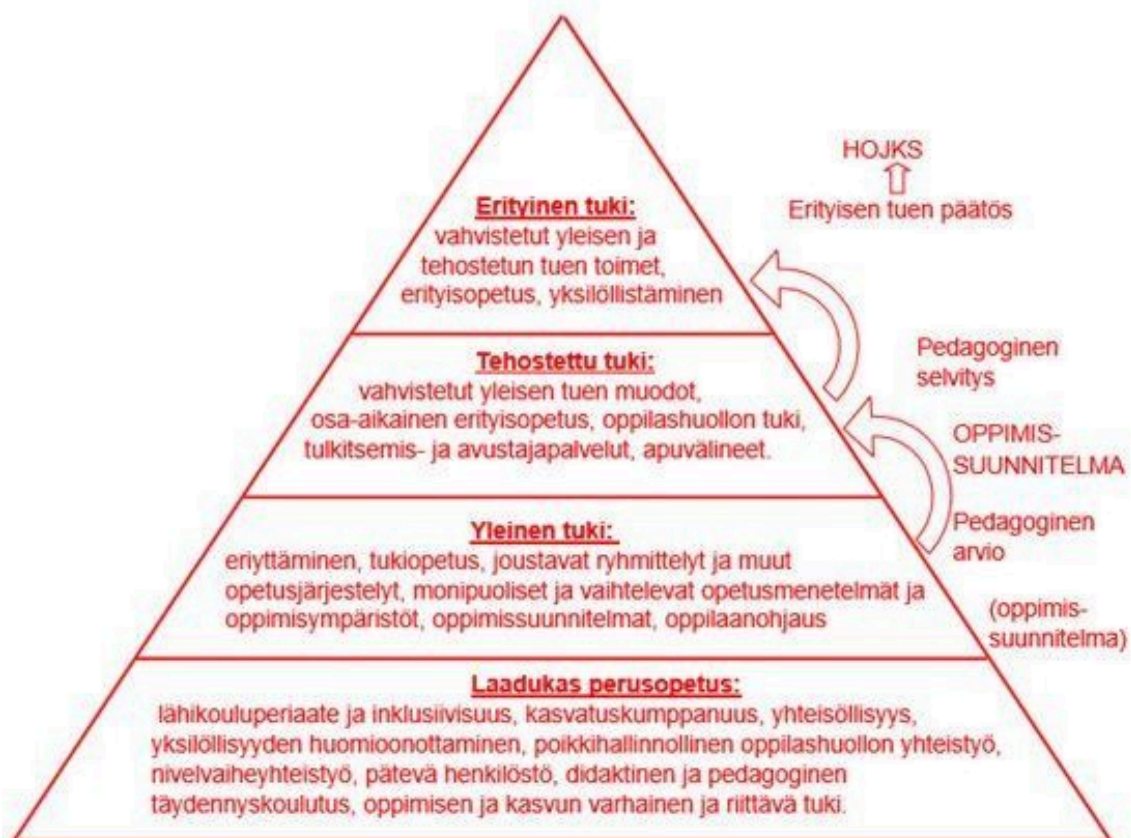 HOJKS
Erityisen tuen päätös
Erityinen tuki:
vahvistetut yleisen ja
tehostetun tuen toimet,
erityisopetus, yksilöllistäminen
Pedagoginen
selvitys
Tehostettu tuki:
vahvistetut yleisen tuen muodot,
osa-aikainen erityisopetus, oppilashuollon tuki,
tulkitsemis- ja avustajapalvelut, apuvälineet.
OPPIMIS-
SUUNNITELMA
Pedagoginen
arvio
Yleinen tuki:
eriyttäminen, tukiopetus, joustavat ryhmittelyt ja muut
opetusjärjestelyt, monipuoliset ja vaihtelevat opetusmenetelmät ja
oppimisympäristöt, oppimissuunnitelmat, oppilaanohjaus
(oppimis-
suunnitelma)
Laadukas perusopetus:
lähikouluperiaate ja inklusiivisuus, kasvatuskumppanuus, yhteisöllisyys,
yksilöllisyyden huomioonottaminen, poikkihallinnollinen oppilashuollon yhteistyö,
nivelvaiheyhteistyö, pätevä henkilöstö, didaktinen ja pedagoginen
täydennyskoulutus, oppimisen ja kasvun varhainen ja riittävä tuki.